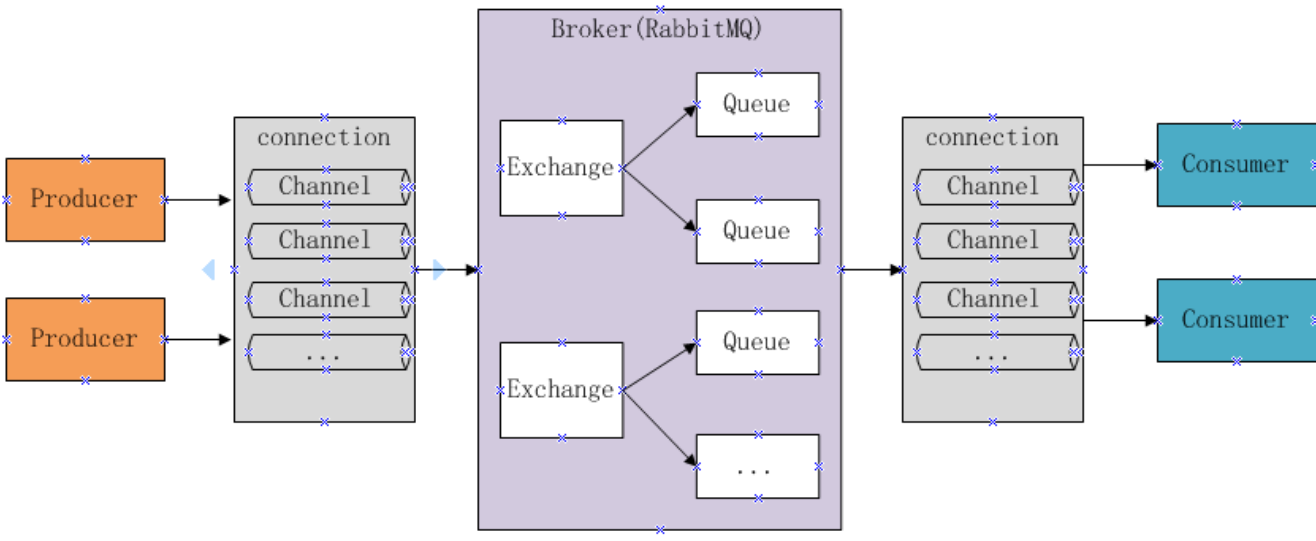 Producer
Producer
connection
Channel
Channel
Channel
...
Broker(RabbitMQ)
Exchange
Queue
Queue
Exchange
Queue
...
connection
Channel
Channel
Channel
...
Consumer
Consumer